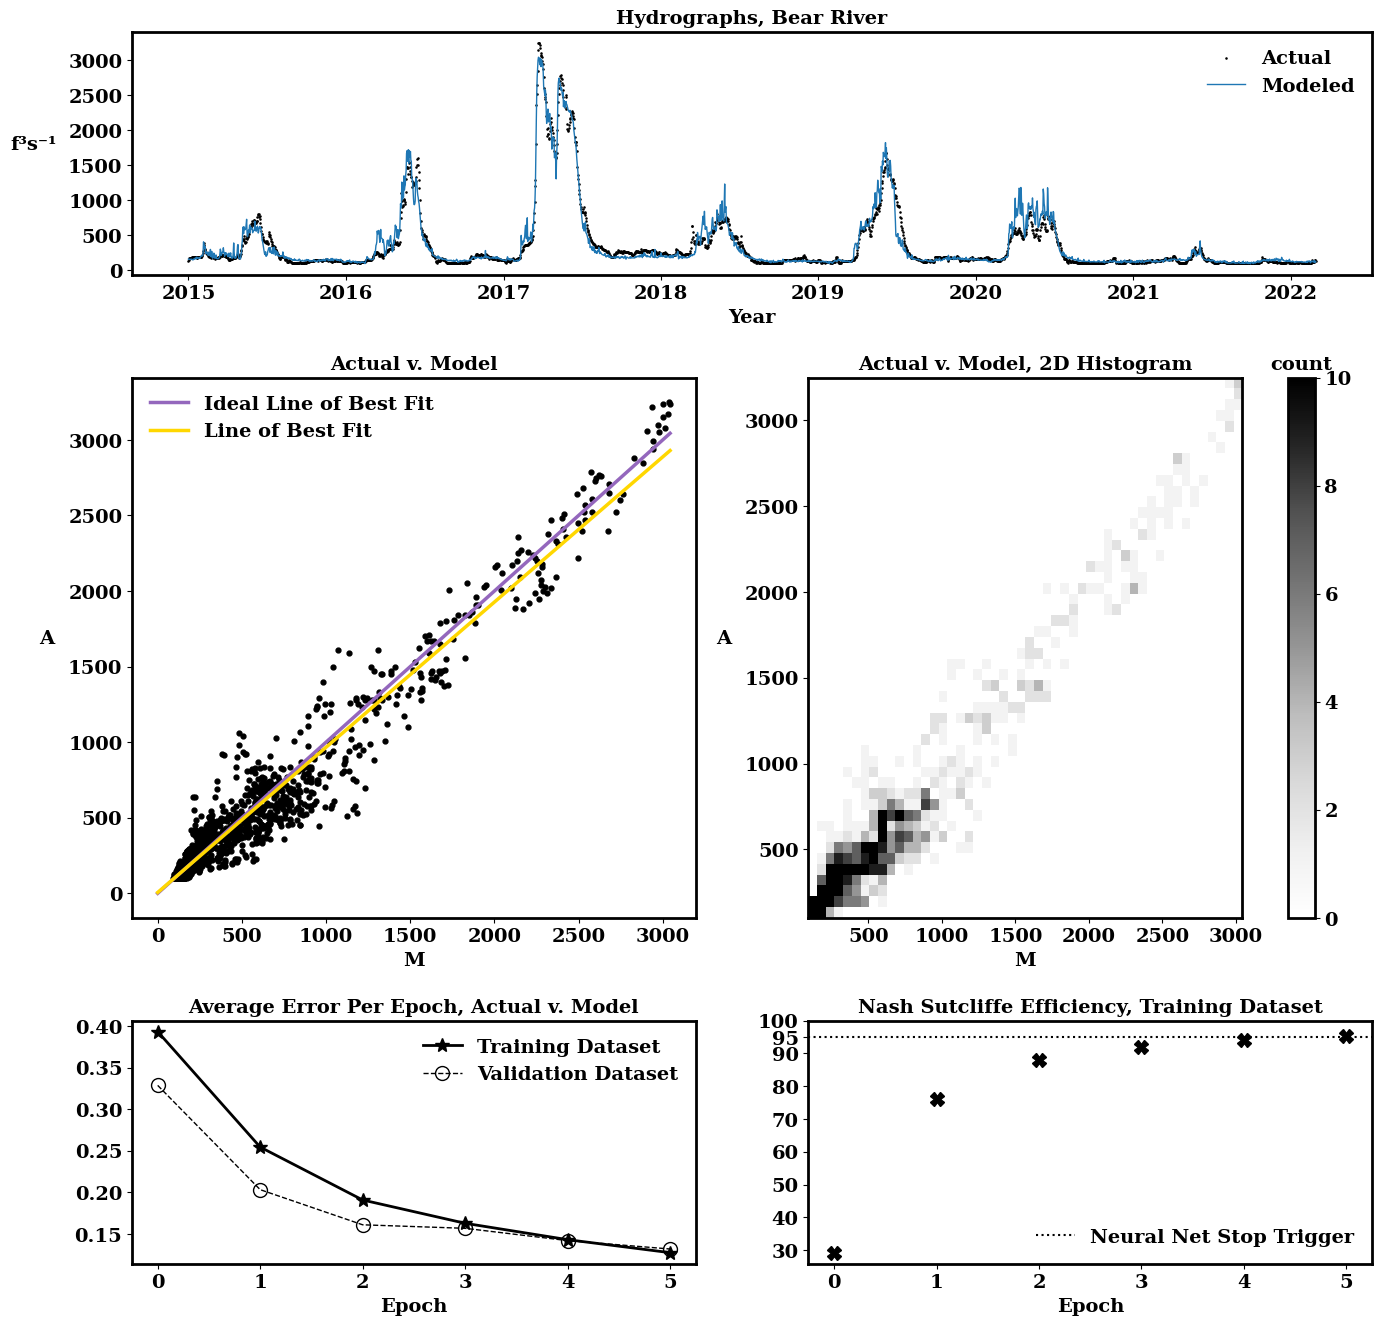 Hydrographs, Bear River
3000
2500
2000
1500
1000
500
0
f³s⁻¹
Actual
Modeled
2015 2016 2017 2018 2019 2020 2021 2022
Year
Actual v. Model
Ideal Line of Best Fit
Line of Best Fit
3000
2500
2000
1500
1000
500
0
A
0 500 1000 1500 2000 2500 3000
M
Actual v. Model, 2D Histogram
3000
2500
2000
1500
1000
500
A
500 1000 1500 2000 2500 3000
M
count
10
8
6
4
2
0
Average Error Per Epoch, Actual v. Model
0.40
0.35
0.30
0.25
0.20
0.15
Training Dataset
Validation Dataset
0 1 2 3 4 5
Epoch
Nash Sutcliffe Efficiency, Training Dataset
100
95
90
80
70
60
50
40
30
Neural Net Stop Trigger
0 1 2 3 4 5
Epoch